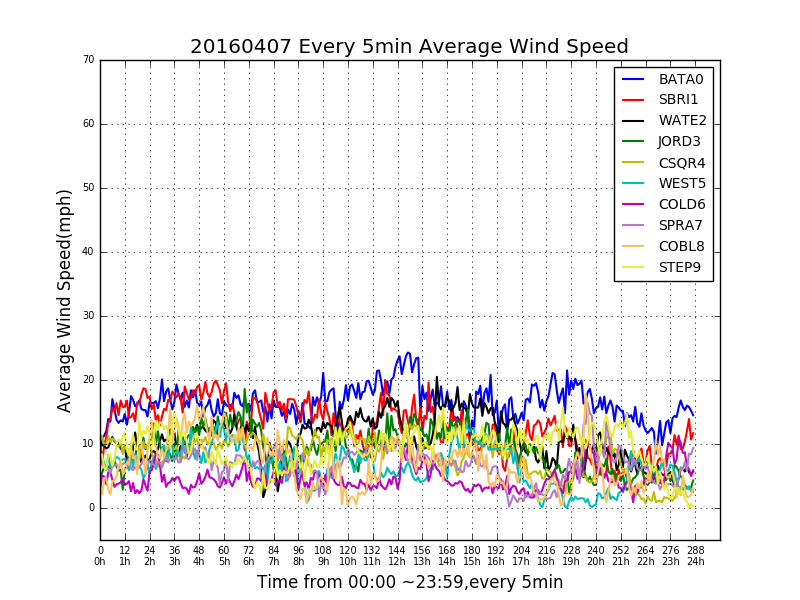 20160407 Every 5min Average Wind Speed
Average Wind Speed(mph)
70
60
50
40
30
20
10
0
BATA0
SBRI1
WATE2
JORD3
CSQR4
WEST5
COLD6
SPRA7
COBL8
STEP9
0 12 24 36 48 60 72 84 96 108 120 132 144 156 168 180 192 204 216 228 240 252 264 276 288
0h 1h 2h 3h 4h 5h 6h 7h 8h 9h 10h 11h 12h 13h 14h 15h 16h 17h 18h 19h 20h 21h 22h 23h 24h
Time from 00:00 ~23:59,every 5min